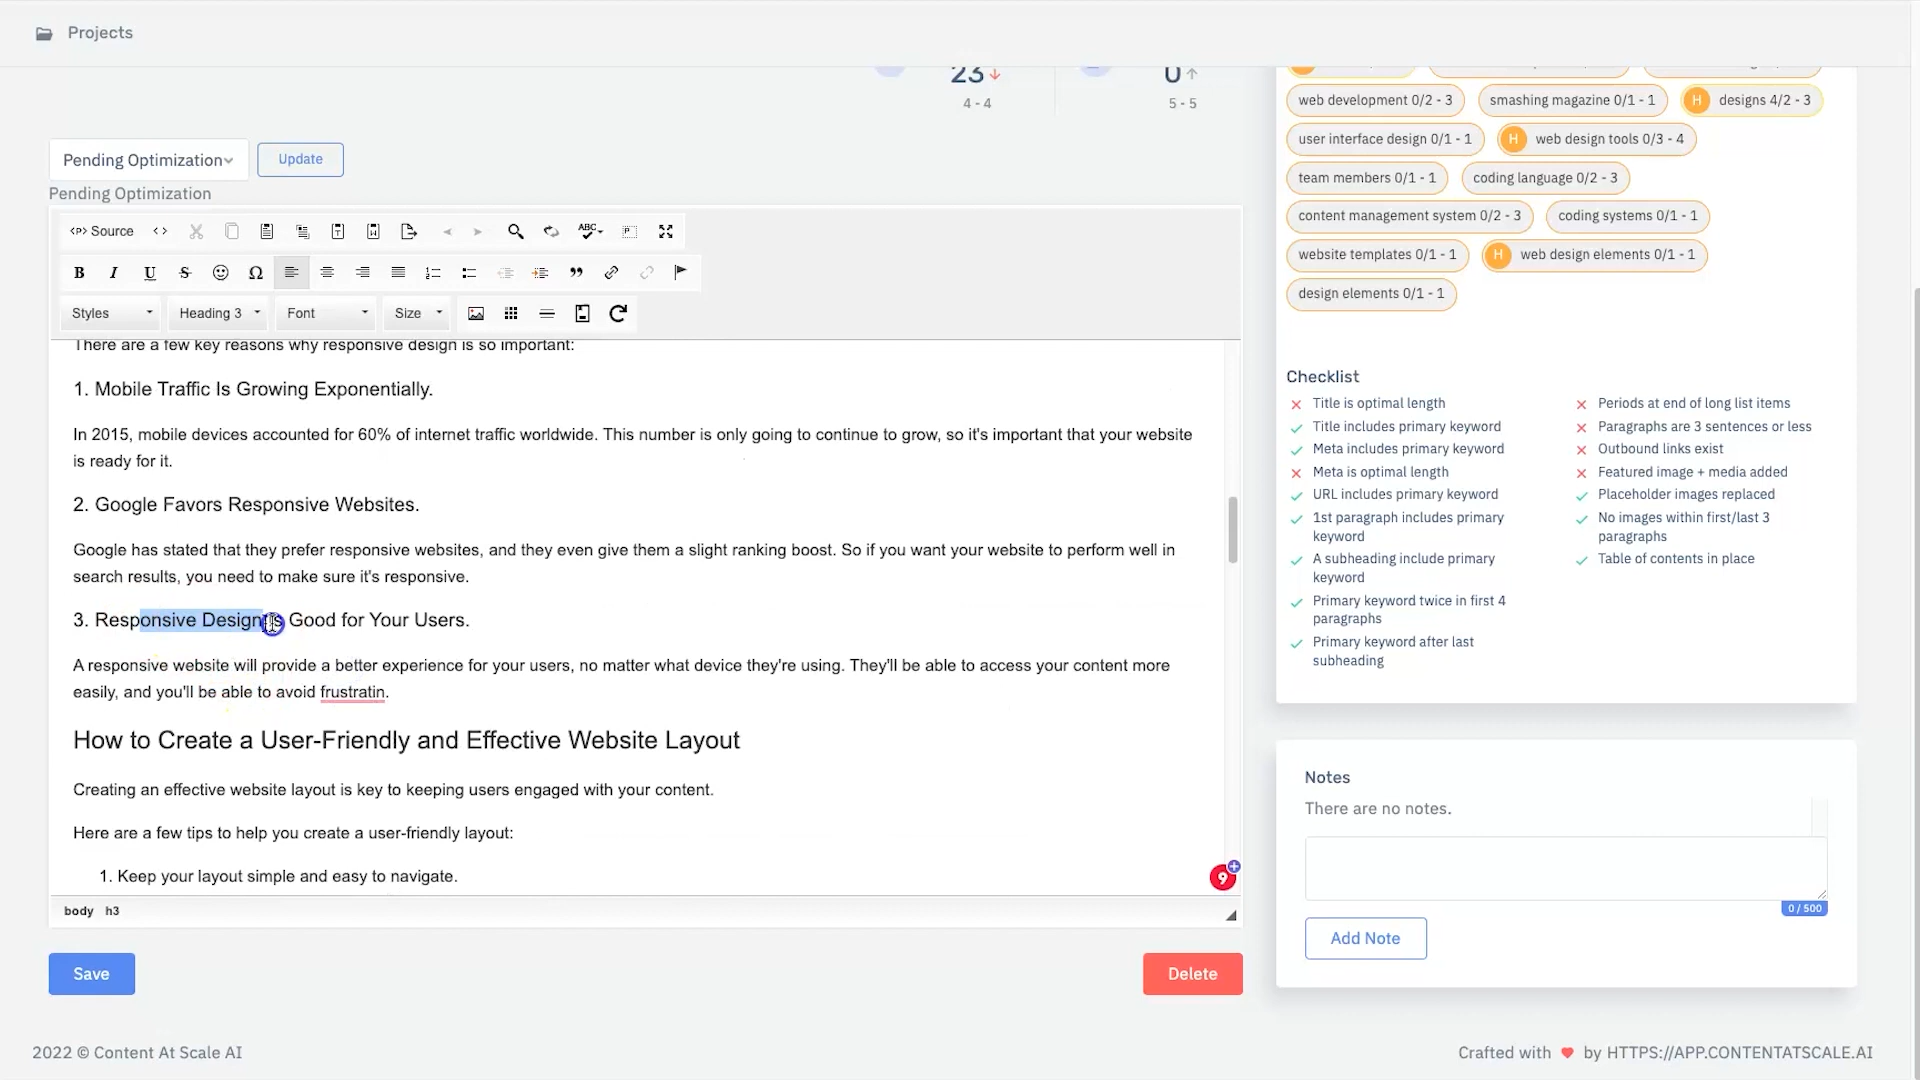 Projects
23
0
4 - 4
5 - 5
Pending Optimization
Update
Pending Optimization
Source
ABC
B I U S Ω
Styles
Heading 3
Font
Size
There are a few key reasons why responsive design is so important:
1. Mobile Traffic Is Growing Exponentially.
In 2015, mobile devices accounted for 60% of internet traffic worldwide. This number is only going to continue to grow, so it's important that your website
is ready for it.
2. Google Favors Responsive Websites.
Google has stated that they prefer responsive websites, and they even give them a slight ranking boost. So if you want your website to perform well in
search results, you need to make sure it's responsive.
3. Responsive Design is Good for Your Users.
A responsive website will provide a better experience for your users, no matter what device they're using. They'll be able to access your content more
easily, and you'll be able to avoid frustratin.
How to Create a User-Friendly and Effective Website Layout
Creating an effective website layout is key to keeping users engaged with your content.
Here are a few tips to help you create a user-friendly layout:
1. Keep your layout simple and easy to navigate.
9
body h3
Save
Delete
web development 0/2 - 3
smashing magazine 0/1 - 1
H designs 4/2 - 3
user interface design 0/1 - 1
H web design tools 0/3 - 4
team members 0/1 - 1
coding language 0/2 - 3
content management system 0/2 - 3
coding systems 0/1 - 1
website templates 0/1 - 1
H web design elements 0/1 - 1
design elements 0/1 - 1
Checklist
Title is optimal length
Title includes primary keyword
Meta includes primary keyword
Meta is optimal length
URL includes primary keyword
1st paragraph includes primary
keyword
A subheading include primary
keyword
Primary keyword twice in first 4
paragraphs
Primary keyword after last
subheading
Periods at end of long list items
Paragraphs are 3 sentences or less
Outbound links exist
Featured image + media added
Placeholder images replaced
No images within first/last 3
paragraphs
Table of contents in place
Notes
There are no notes.
0 / 500
Add Note
2022 © Content At Scale AI
Crafted with ♥ by HTTPS://APP.CONTENTATSCALE.AI